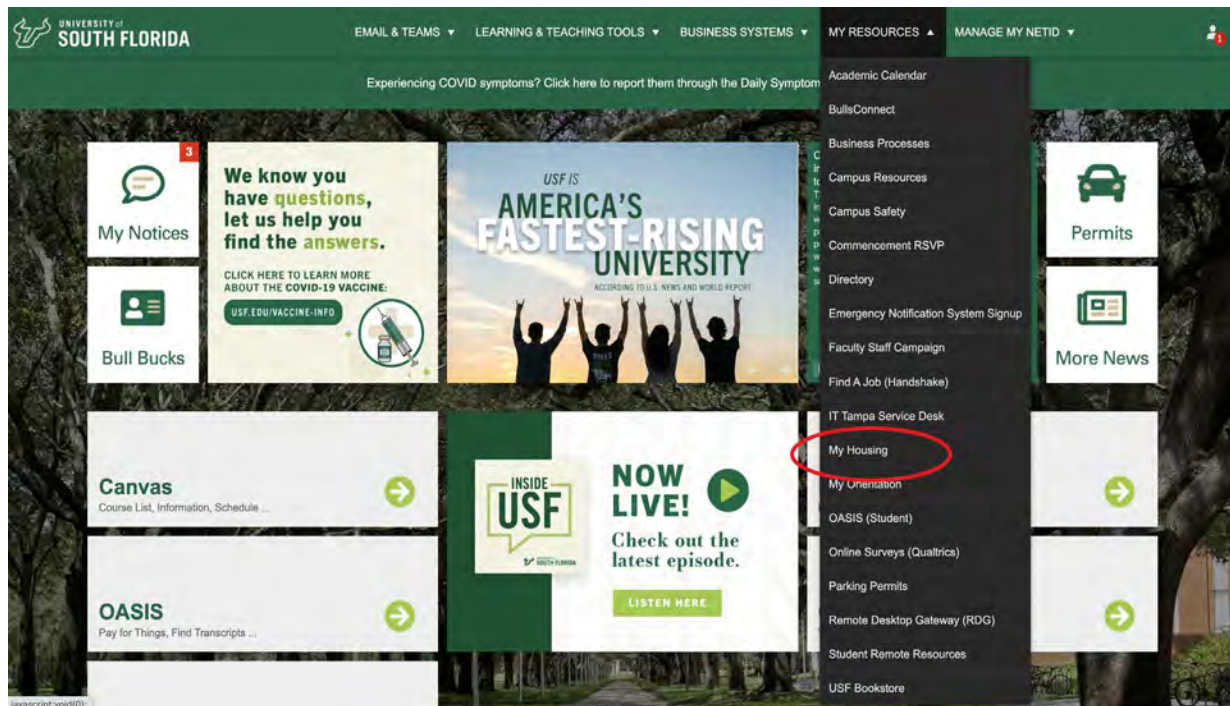 UNIVERSITY of
SOUTH FLORIDA
EMAIL & TEAMS ▼
LEARNING & TEACHING TOOLS ▼
BUSINESS SYSTEMS ▼
MY RESOURCES ▲
MANAGE MY NETID ▼
1
Experiencing COVID symptoms? Click here to report them through the Daily Symptom
Academic Calendar
BullsConnect
Business Processes
Campus Resources
Campus Safety
Commencement RSVP
Directory
Emergency Notification System Signup
Faculty Staff Campaign
Find A Job (Handshake)
IT Tampa Service Desk
My Housing
My Orientation
OASIS (Student)
Online Surveys (Qualtrics)
Parking Permits
Remote Desktop Gateway (RDG)
Student Remote Resources
USF Bookstore
3
My Notices
Bull Bucks
We know you
have questions,
let us help you
find the answers.
CLICK HERE TO LEARN MORE
ABOUT THE COVID-19 VACCINE:
USF.EDU/VACCINE-INFO
USF IS
AMERICA'S
FASTEST-RISING
UNIVERSITY
ACCORDING TO U.S. NEWS AND WORLD REPORT
Permits
More News
Canvas
Course List, Information, Schedule ...
OASIS
Pay for Things, Find Transcripts ...
INSIDE
USF
SOUTH FLORIDA
NOW
LIVE!
Check out the
latest episode.
LISTEN HERE
javascript:void(0);